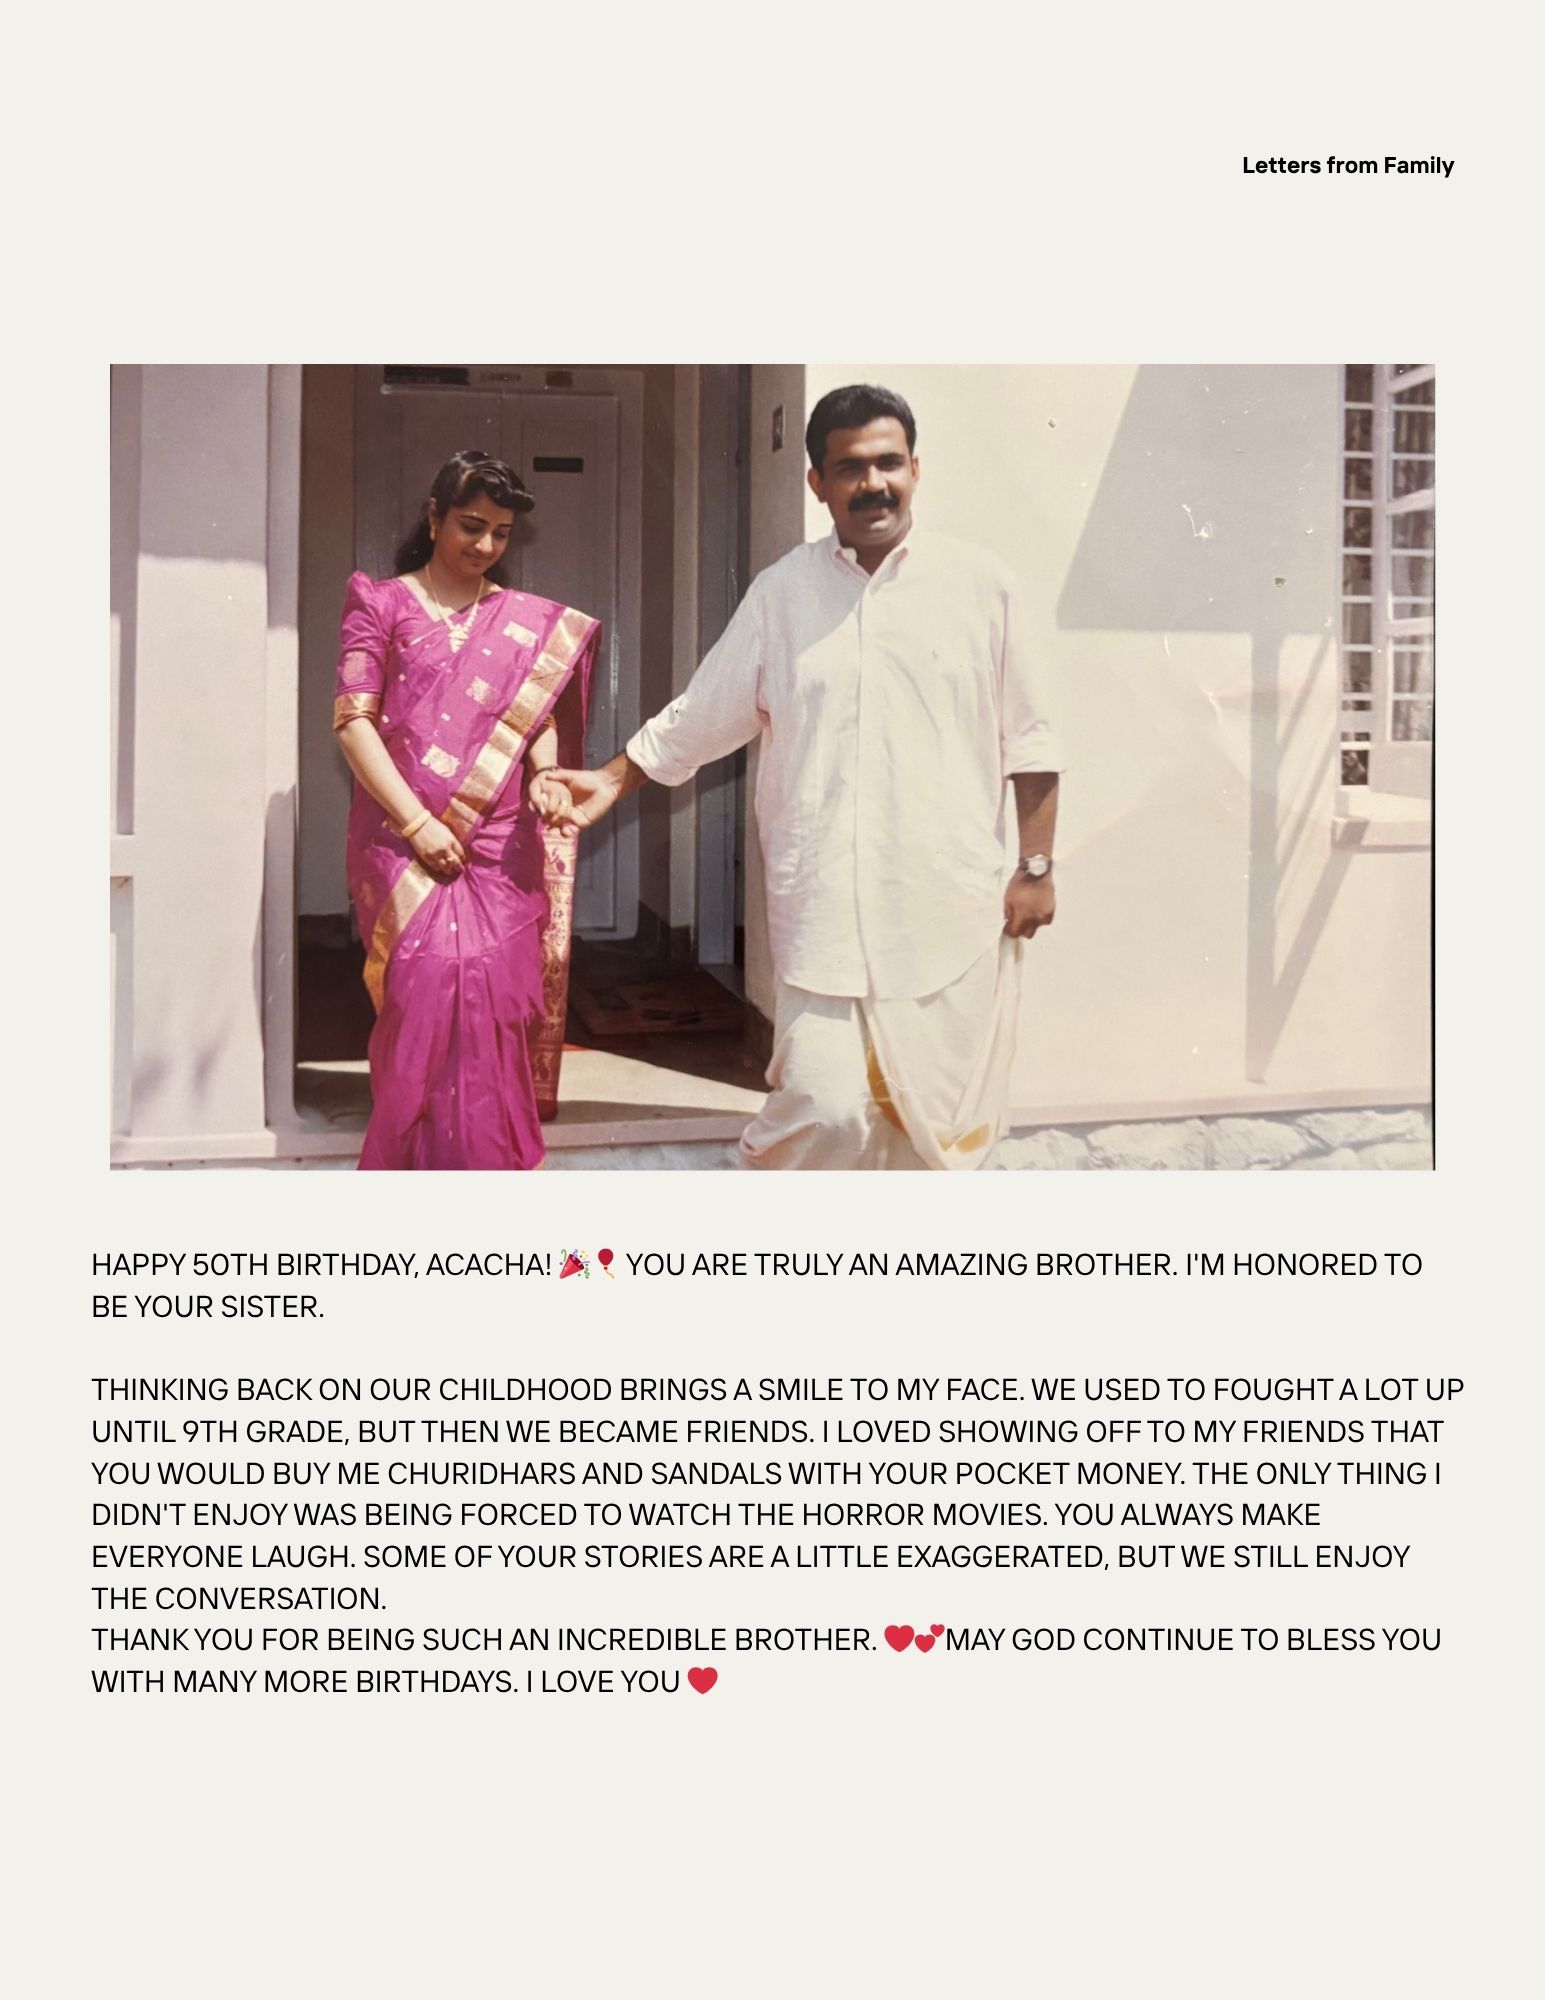 Letters from Family
HAPPY 50TH BIRTHDAY, ACACHA! 🎉🎈 YOU ARE TRULY AN AMAZING BROTHER. I'M HONORED TO
BE YOUR SISTER.
THINKING BACK ON OUR CHILDHOOD BRINGS A SMILE TO MY FACE. WE USED TO FOUGHT A LOT UP
UNTIL 9TH GRADE, BUT THEN WE BECAME FRIENDS. I LOVED SHOWING OFF TO MY FRIENDS THAT
YOU WOULD BUY ME CHURIDHARS AND SANDALS WITH YOUR POCKET MONEY. THE ONLY THING I
DIDN'T ENJOY WAS BEING FORCED TO WATCH THE HORROR MOVIES. YOU ALWAYS MAKE
EVERYONE LAUGH. SOME OF YOUR STORIES ARE A LITTLE EXAGGERATED, BUT WE STILL ENJOY
THE CONVERSATION.
THANK YOU FOR BEING SUCH AN INCREDIBLE BROTHER. ❤️💕MAY GOD CONTINUE TO BLESS YOU
WITH MANY MORE BIRTHDAYS. I LOVE YOU ❤️